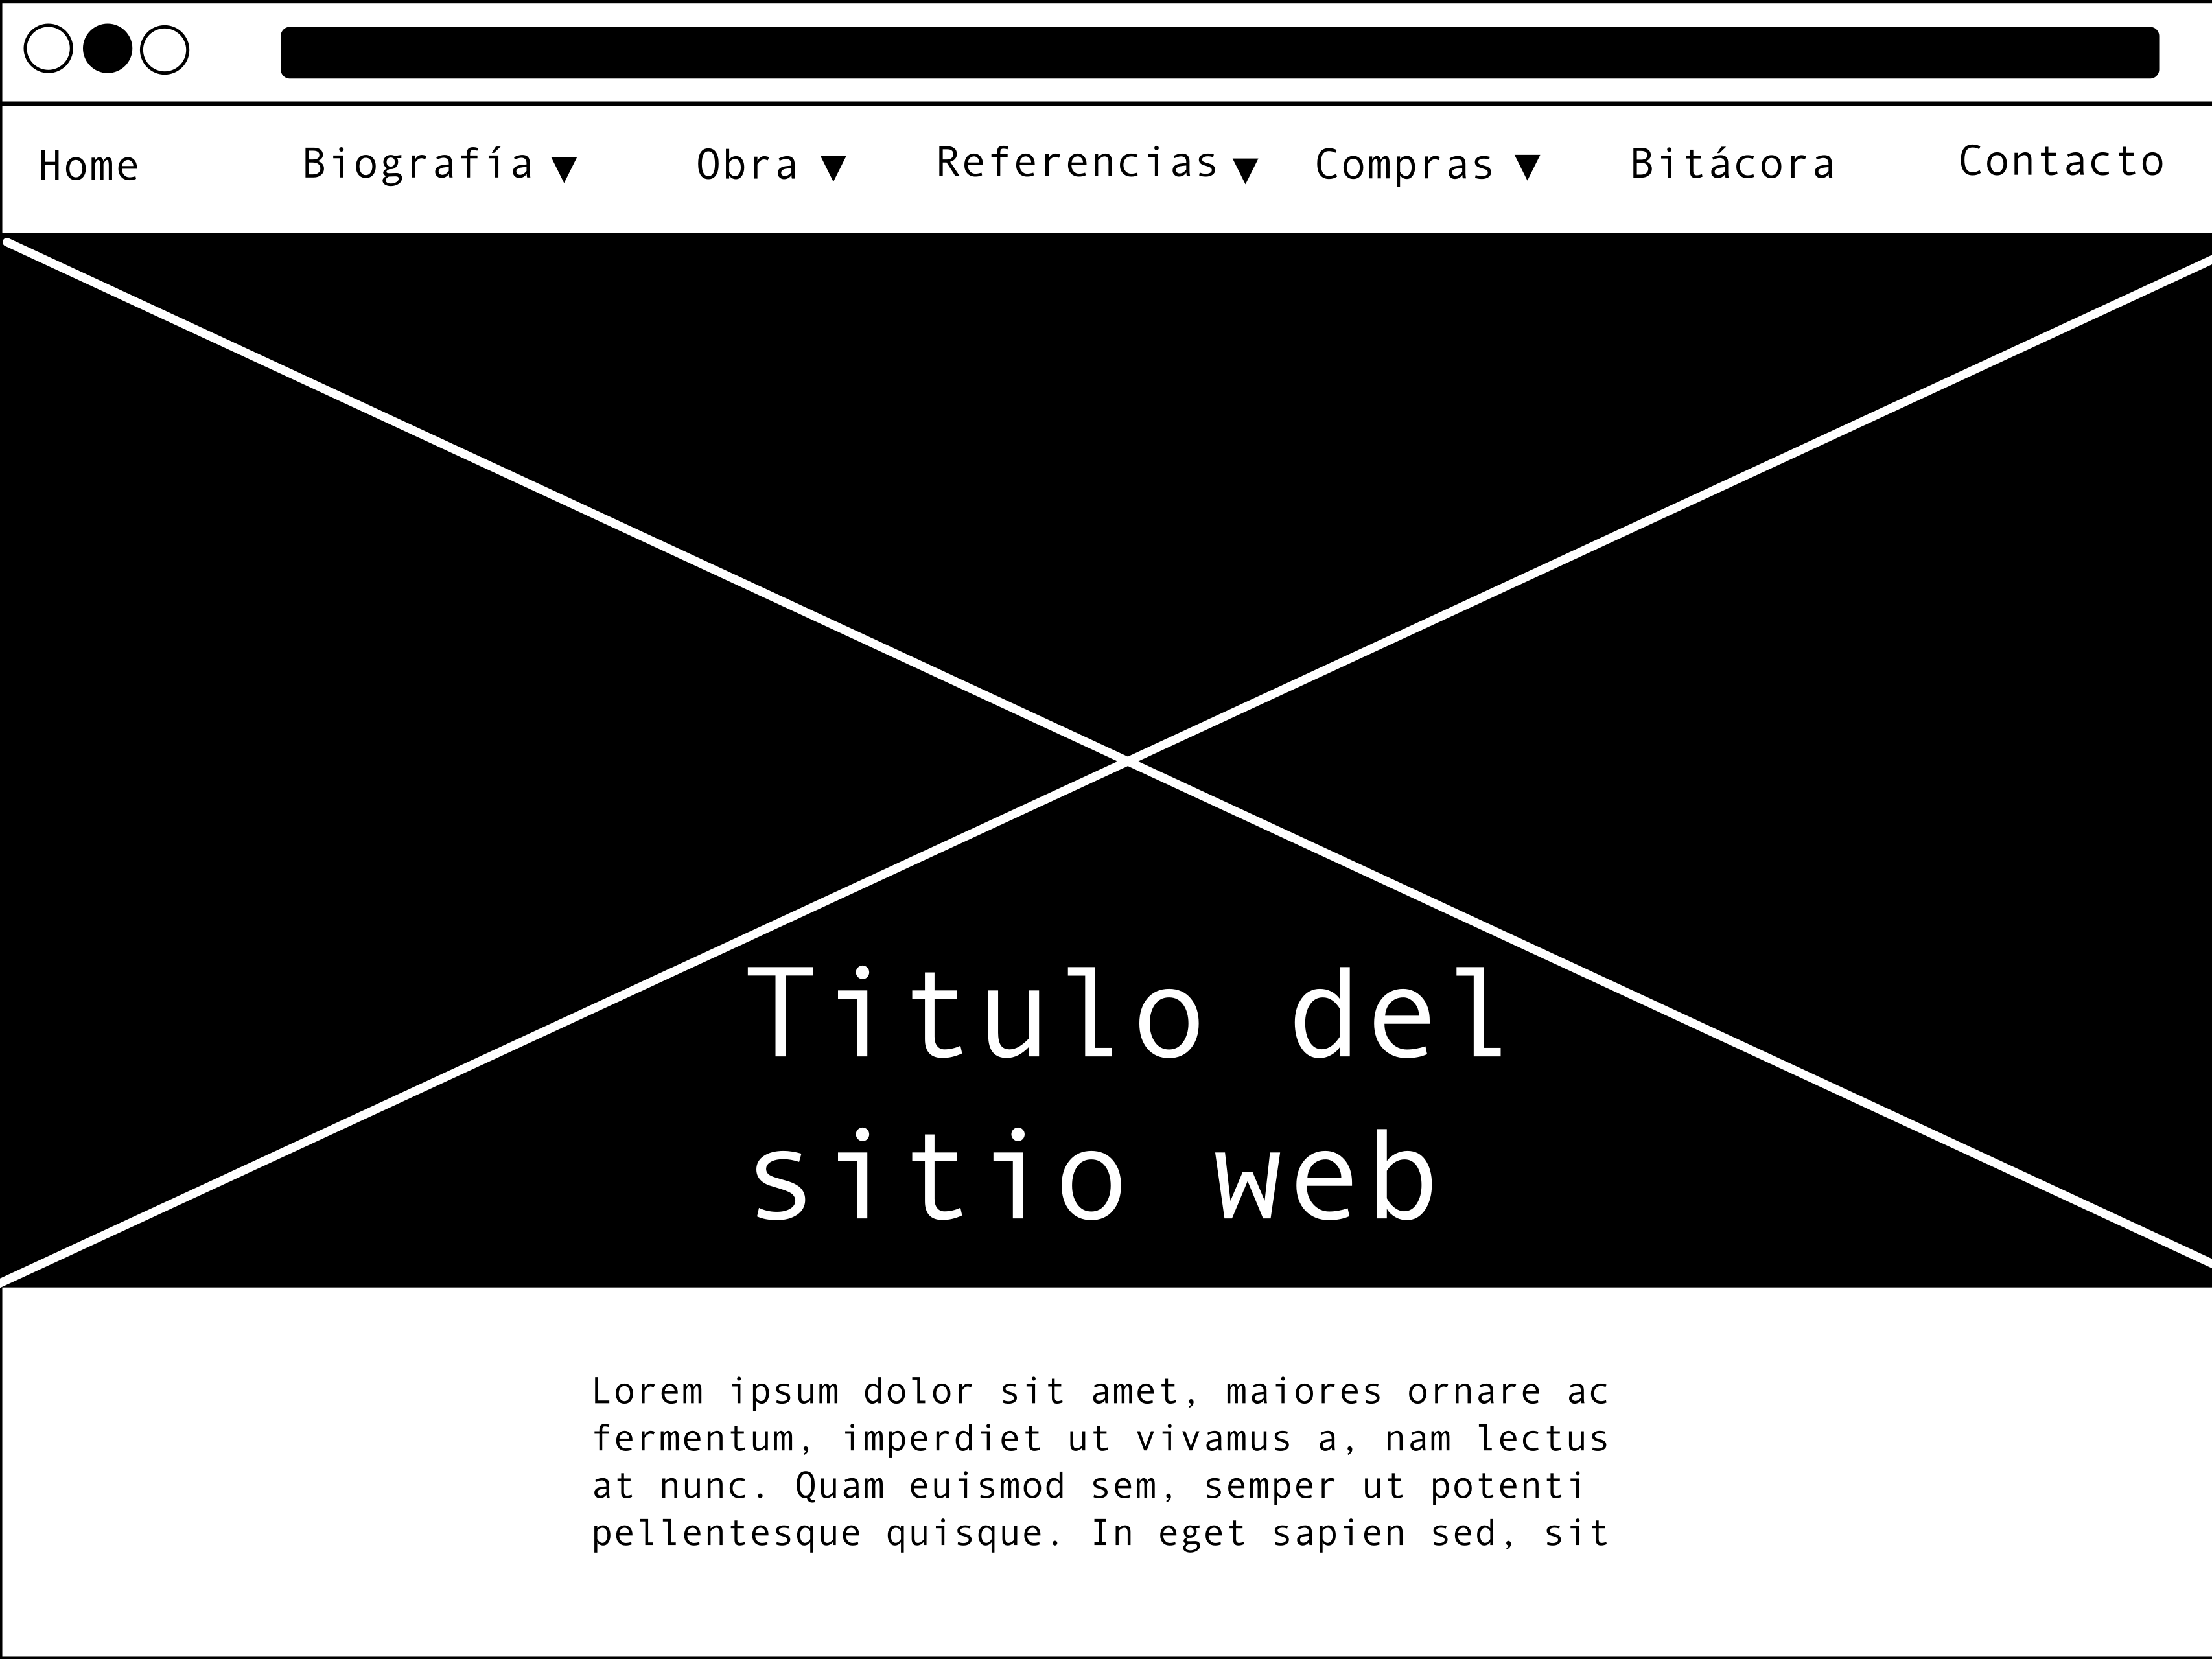 Home Biografía ▼ Obra ▼ Referencias ▼ Compras ▼ Bitácora Contacto
Titulo del
sitio web
Lorem ipsum dolor sit amet, maiores ornare ac
fermentum, imperdiet ut vivamus a, nam lectus
at nunc. Quam euismod sem, semper ut potenti
pellentesque quisque. In eget sapien sed, sit